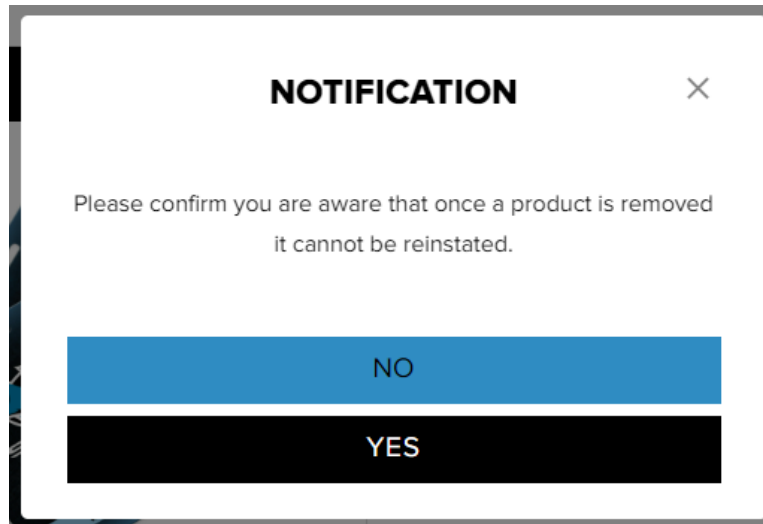 NOTIFICATION
Please confirm you are aware that once a product is removed
it cannot be reinstated.
NO
YES